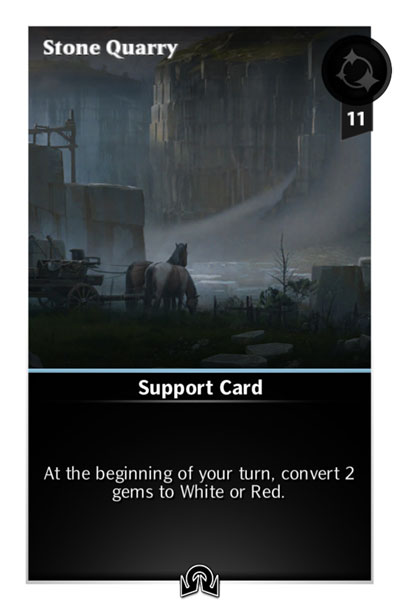 Stone Quarry
11
Support Card
At the beginning of your turn, convert 2
gems to White or Red.